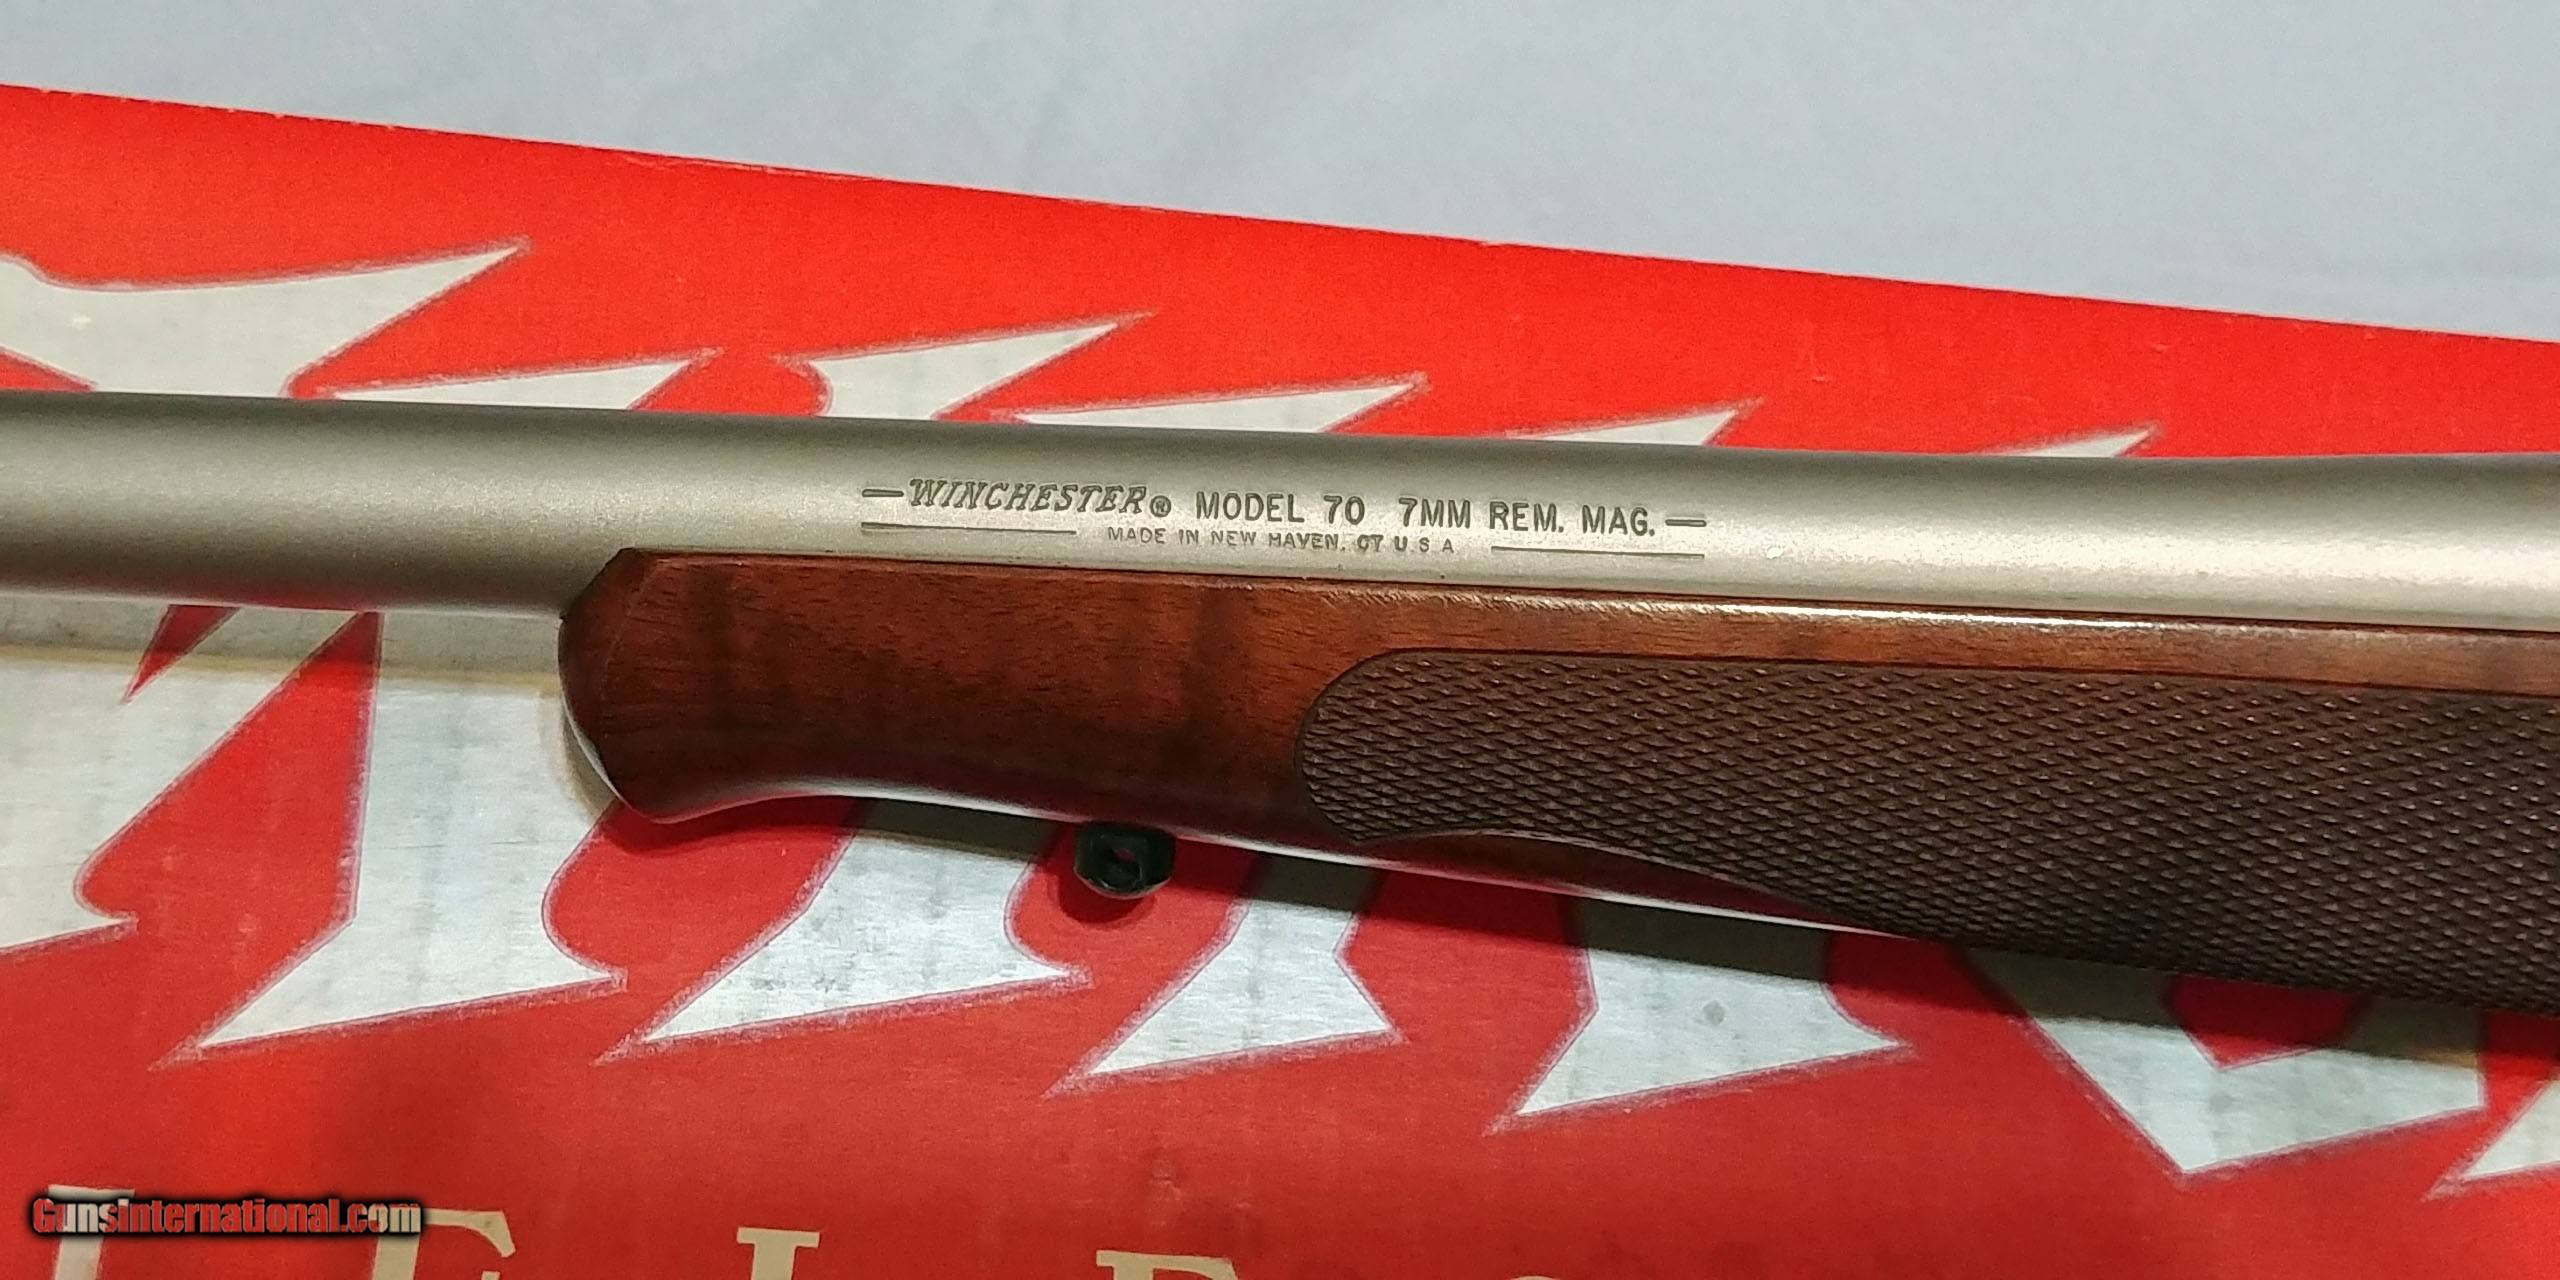 WINCHESTER® MODEL 70 7MM REM. MAG.
MADE IN NEW HAVEN, CT U.S A
Gunsinternational.com